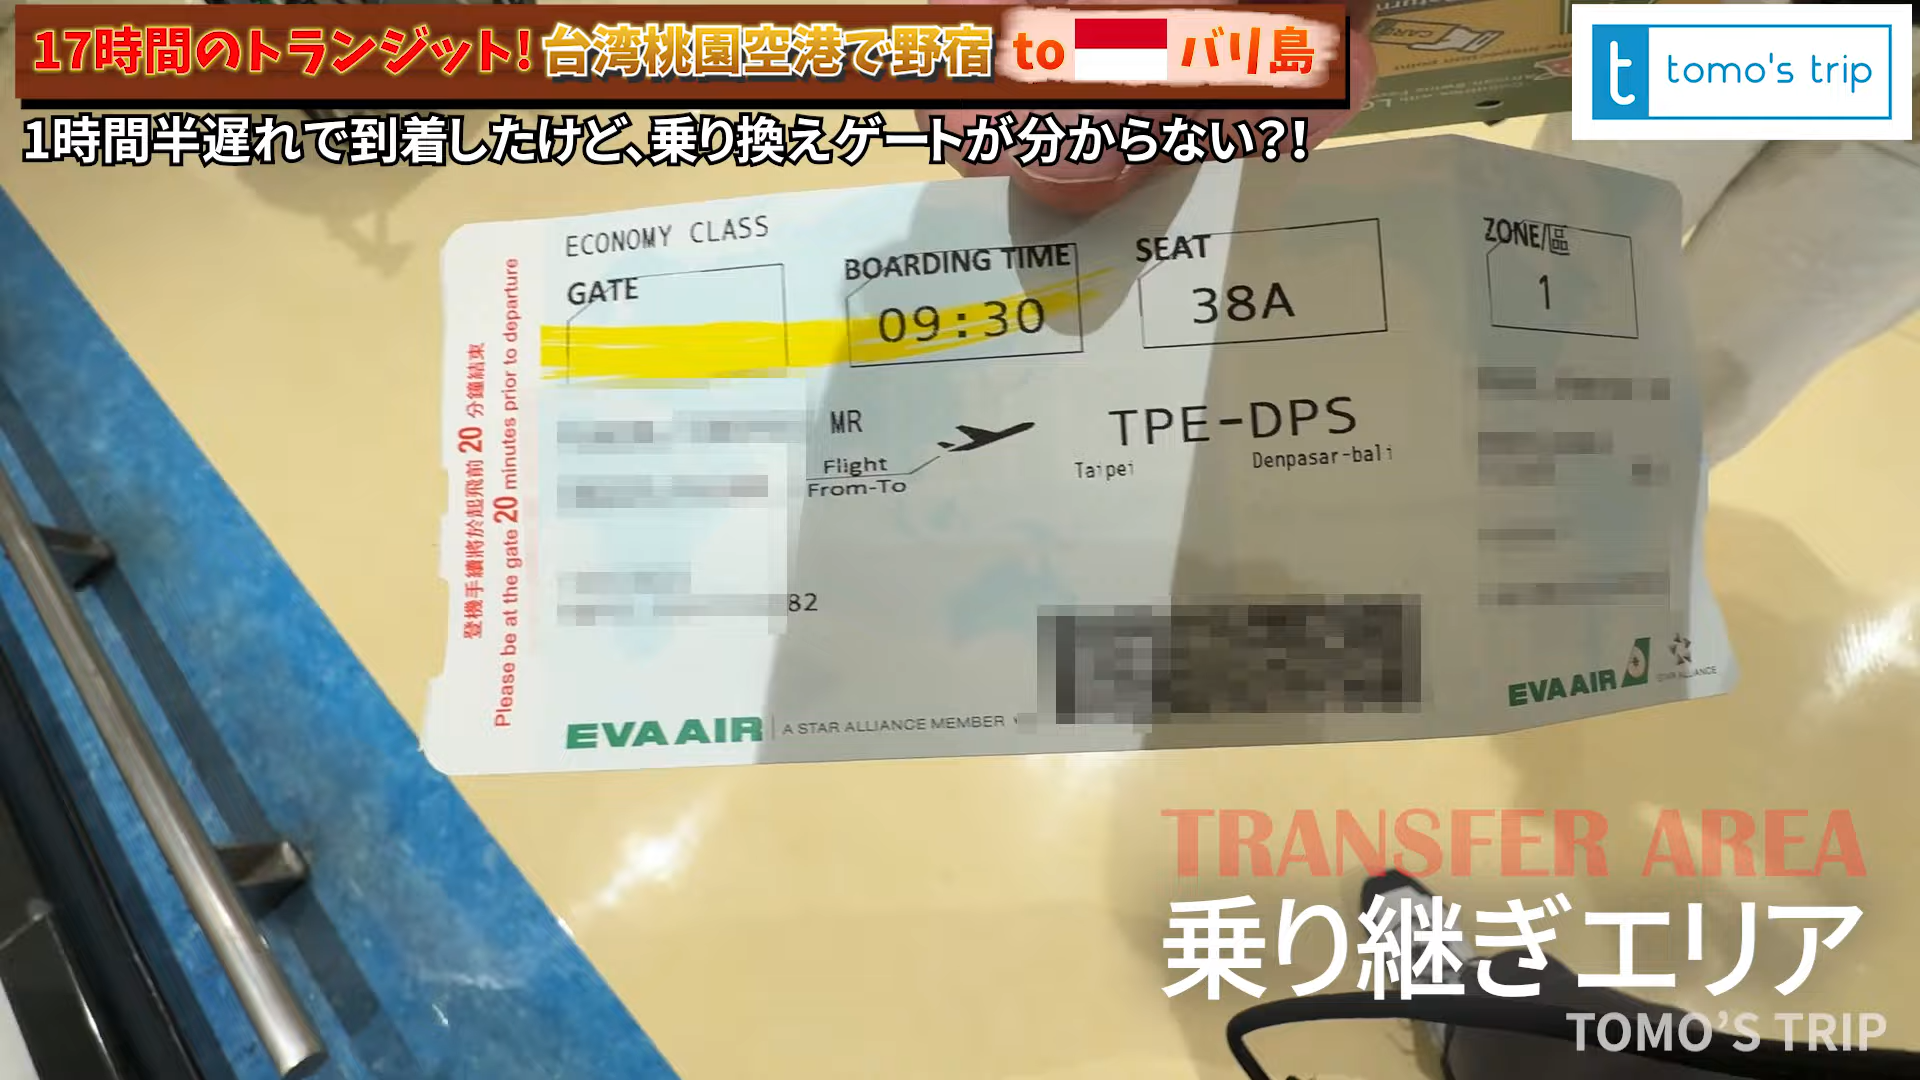 17時間のトランジット!台湾桃園空港で野宿 to バリ島
t tomo's trip
1時間半遅れで到着したけど、乗り換えゲートが分からない?!
ECONOMY CLASS
GATE
BOARDING TIME
09:30
SEAT
38A
ZONE/區
1
登機手續將於起飛前 20 分鐘結束
Please be at the gate 20 minutes prior to departure
MR
Flight
From-To
TPE-DPS
Taipei
Denpasar-bali
82
EVA AIR
A STAR ALLIANCE MEMBER
EVA AIR
STAR ALLIANCE
TRANSFER AREA
乗り継ぎエリア
TOMO'S TRIP